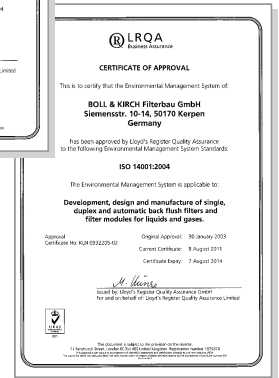 LRQA
Business Assurance
CERTIFICATE OF APPROVAL
This is to certify that the Environmental Management System of:
BOLL & KIRCH Filterbau GmbH
Siemensstr. 10-14, 50170 Kerpen
Germany
has been approved by Lloyd's Register Quality Assurance
to the following Environmental Management System Standards:
ISO 14001:2004
The Environmental Management System is applicable to:
Development, design and manufacture of single,
duplex and automatic back flush filters and
filter modules for liquids and gases.
Approval
Certificate No: KLN-0932205-02
Original Approval: 30 January 2003
Current Certificate: 8 August 2011
Certificate Expiry: 7 August 2014
Issued by: Lloyd's Register Quality Assurance GmbH
For and on behalf of: Lloyd's Register Quality Assurance Limited
UKAS
001
This document is subject to the provision on the reverse.
Limited